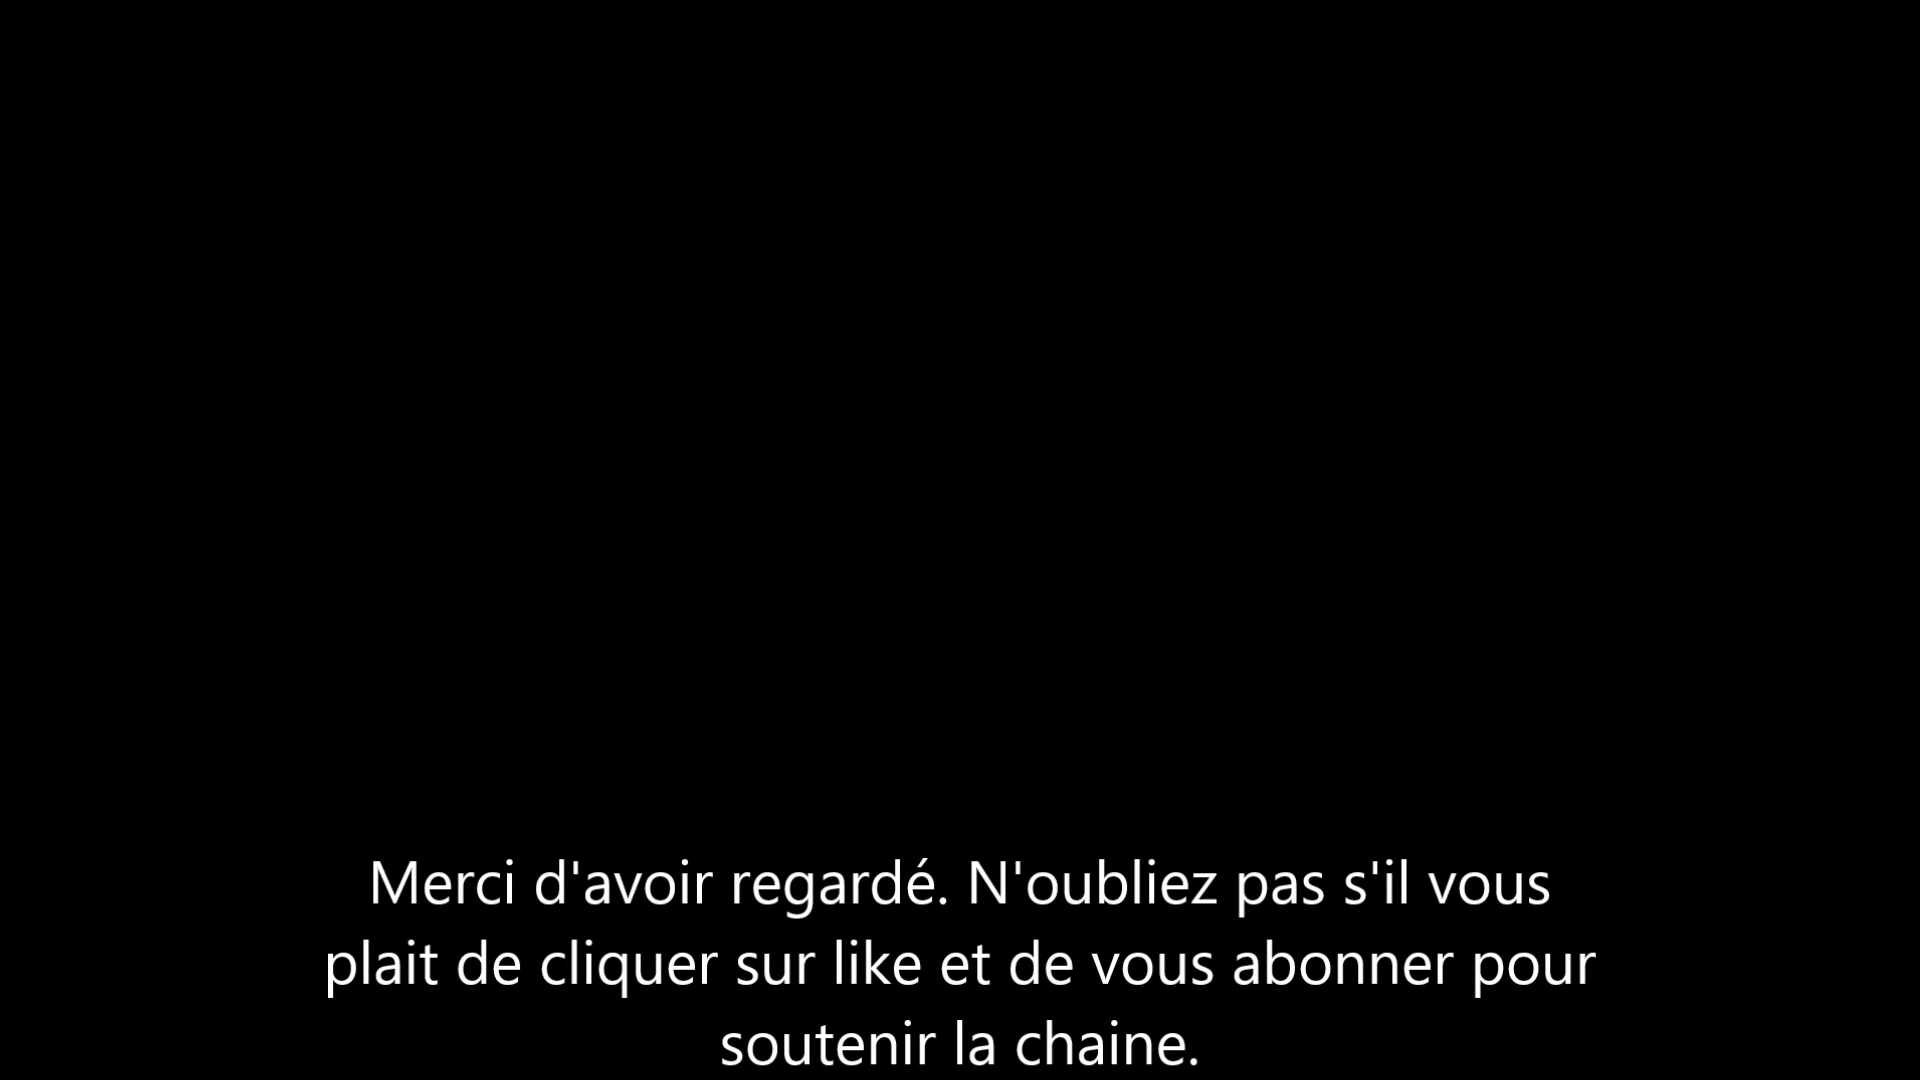 Merci d'avoir regardé. N'oubliez pas s'il vous
plait de cliquer sur like et de vous abonner pour
soutenir la chaine.